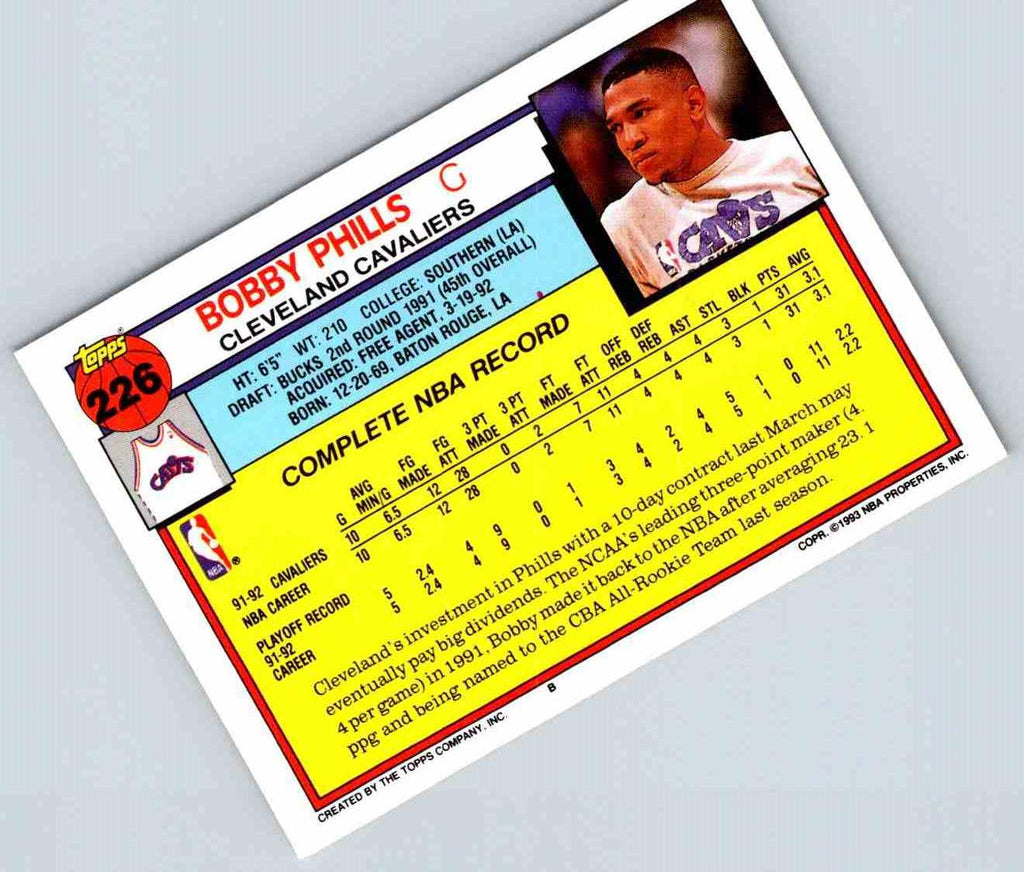 Topps
226
BOBBY PHILLS G
CLEVELAND CAVALIERS
CAVS
HT: 6'5" WT: 210 COLLEGE: SOUTHERN (LA)
DRAFT: BUCKS 2nd ROUND 1991 (45th OVERALL)
ACQUIRED: FREE AGENT, 3-19-92
BORN: 12-20-69, BATON ROUGE, LA
CAVS
NBA
COMPLETE NBA RECORD
G AVG MIN/G FG MADE FG ATT 3 PT MADE 3 PT ATT FT MADE FT ATT OFF REB DEF REB AST STL BLK PTS AVG
91-92 CAVALIERS 10 6.5 12 28 0 2 7 11 4 4 4 3 1 31 3.1
NBA CAREER 10 6.5 12 28 0 2 7 11 4 4 4 3 1 31 3.1
PLAYOFF RECORD
91-92 5 2.4 4 9 0 1 3 4 2 4 5 1 0 11 2.2
CAREER 5 2.4 4 9 0 1 3 4 2 4 5 1 0 11 2.2
Cleveland's investment in Phills with a 10-day contract last March may
eventually pay big dividends. The NCAA's leading three-point maker (4.
4 per game) in 1991, Bobby made it back to the NBA after averaging 23.1
ppg and being named to the CBA All-Rookie Team last season.
CREATED BY THE TOPPS COMPANY, INC. B COPR. ©1993 NBA PROPERTIES, INC.